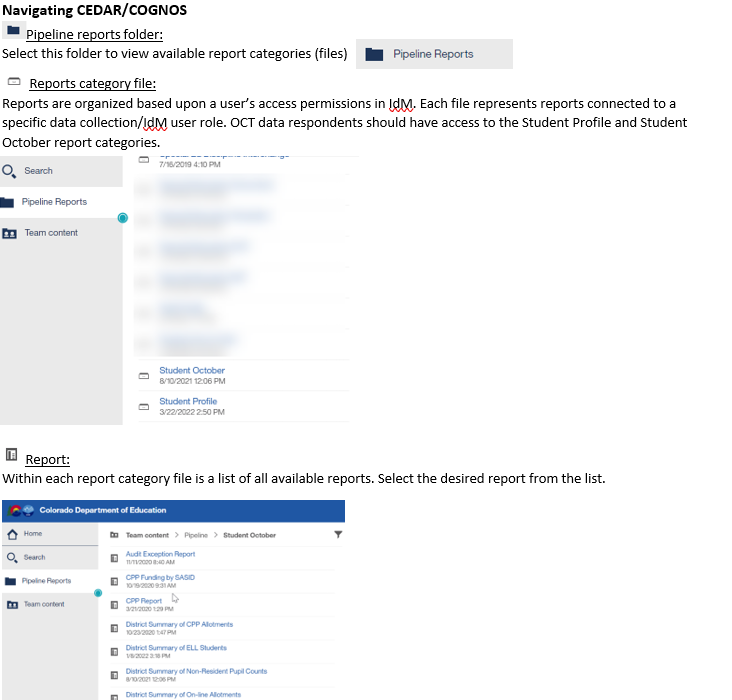 Navigating CEDAR/COGNOS
Pipeline reports folder:
Select this folder to view available report categories (files)
Pipeline Reports
Reports category file:
Reports are organized based upon a user's access permissions in IdM. Each file represents reports connected to a
specific data collection/IdM user role. OCT data respondents should have access to the Student Profile and Student
October report categories.
Search
Pipeline Reports
Team content
7/16/2019 4:10 PM
Student October
8/10/2021 12:06 PM
Student Profile
3/22/2022 2:50 PM
Report:
Within each report category file is a list of all available reports. Select the desired report from the list.
Colorado Department of Education
Home
Search
Pipeline Reports
Team content
Team content > Pipeline > Student October
Audit Exception Report
11/11/2020 8:40 AM
CPP Funding by SASID
10/19/2020 9:31 AM
CPP Report
3/21/2020 1:29 PM
District Summary of CPP Allotments
10/23/2020 1:47 PM
District Summary of ELL Students
1/8/2022 3:16 PM
District Summary of Non-Resident Pupil Counts
8/10/2021 12:06 PM
District Summary of On-line Allotments